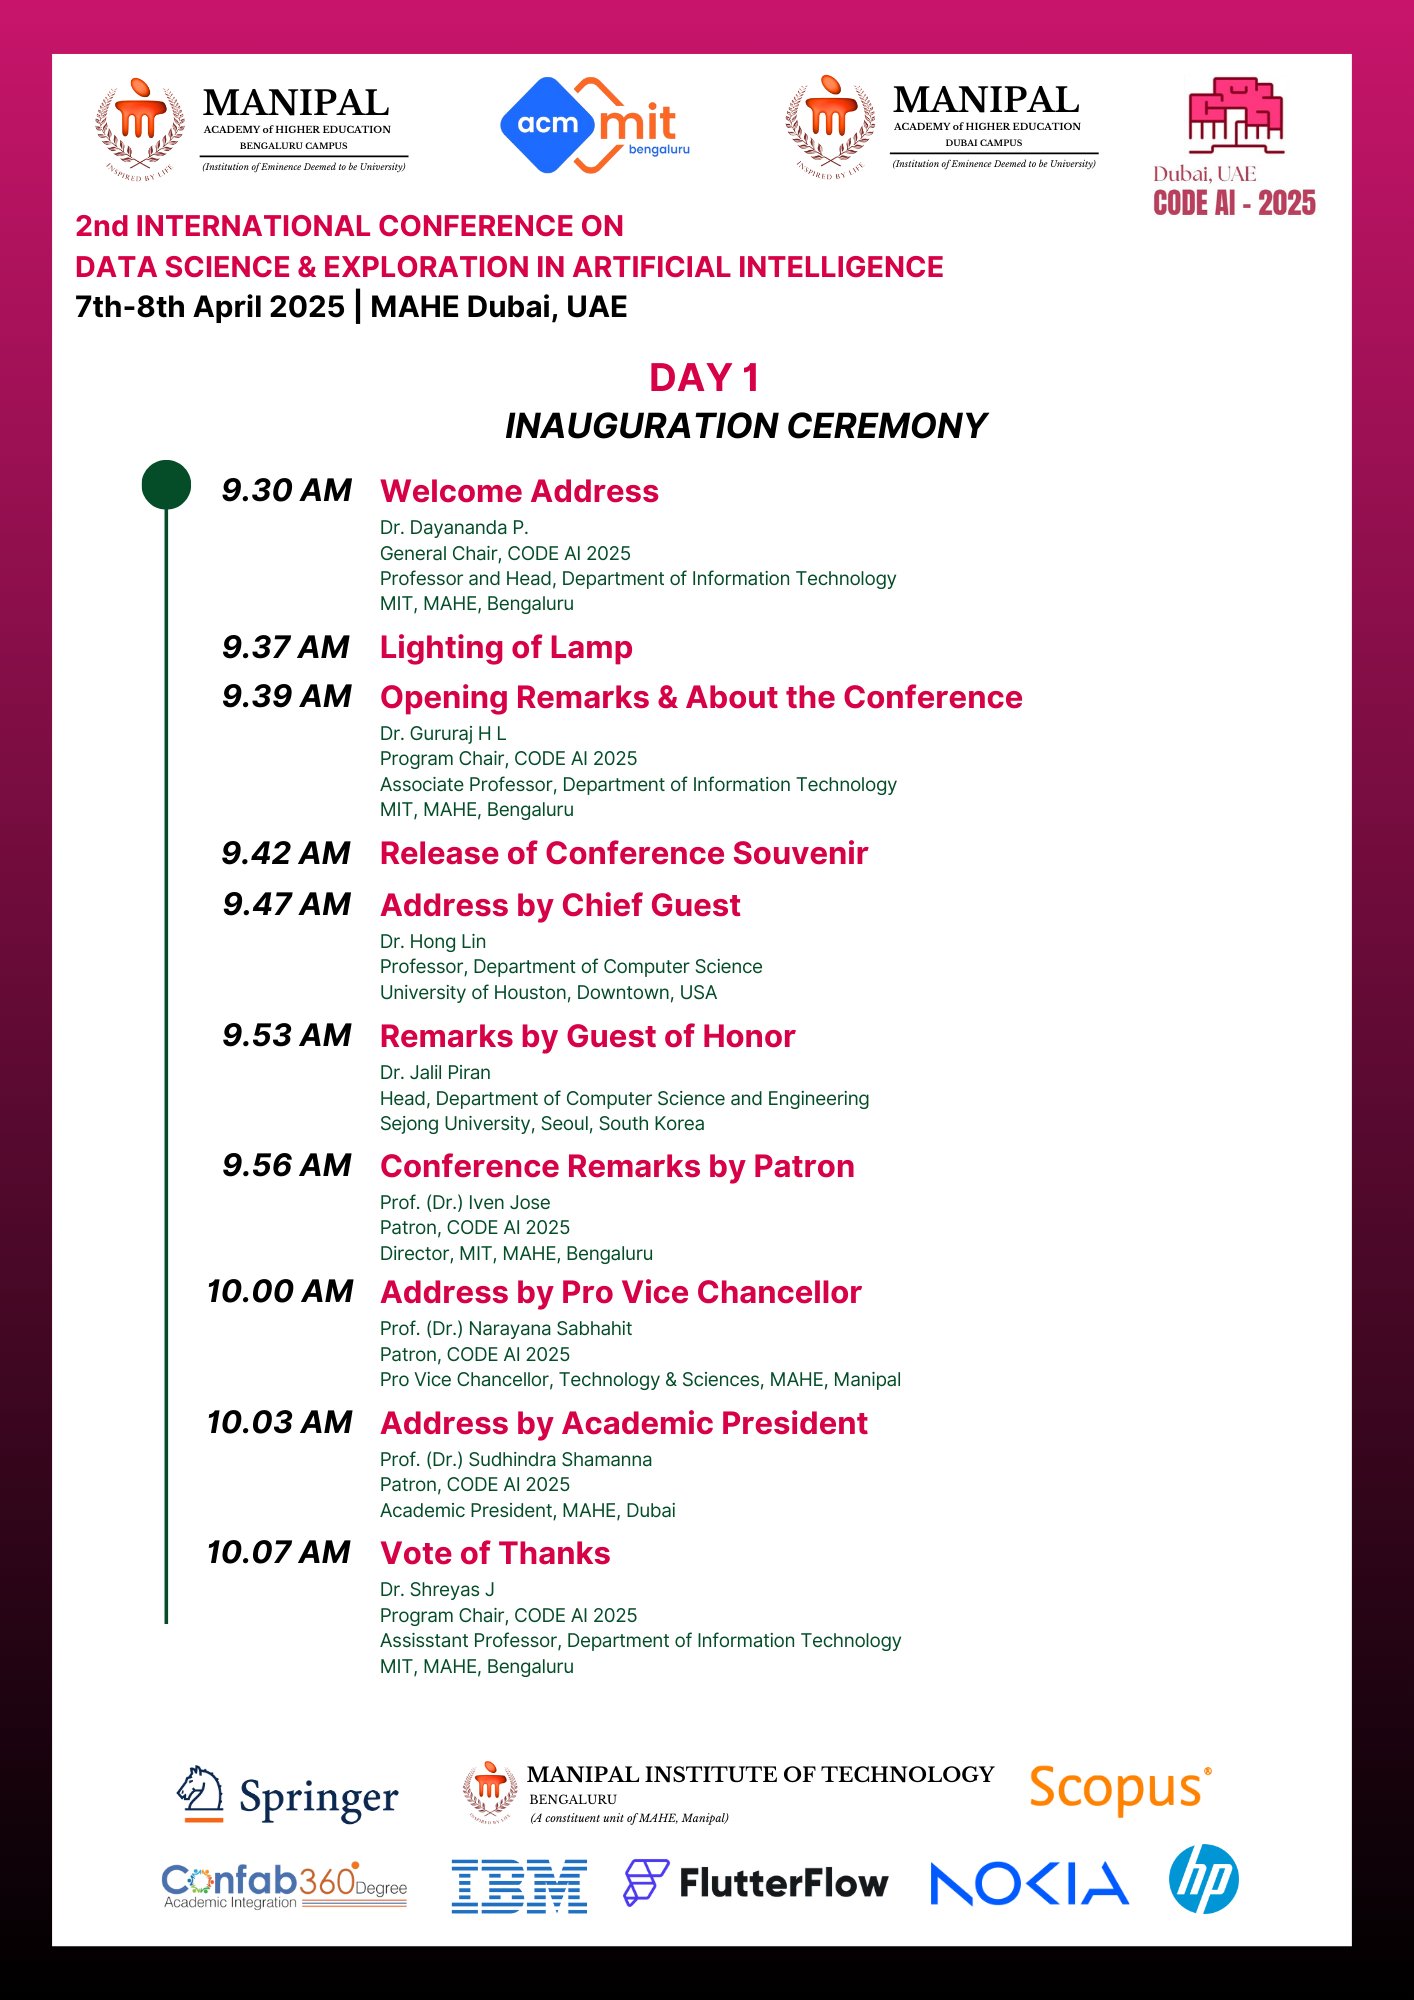 MANIPAL
ACADEMY of HIGHER EDUCATION
BENGALURU CAMPUS
(Institution of Eminence Deemed to be University)
INSPIRED BY LIFE
acm mit
bengaluru
MANIPAL
ACADEMY of HIGHER EDUCATION
DUBAI CAMPUS
(Institution of Eminence Deemed to be University)
INSPIRED BY LIFE
Dubai, UAE
CODE AI - 2025
2nd INTERNATIONAL CONFERENCE ON
DATA SCIENCE & EXPLORATION IN ARTIFICIAL INTELLIGENCE
7th-8th April 2025 | MAHE Dubai, UAE
DAY 1
INAUGURATION CEREMONY
9.30 AM Welcome Address
Dr. Dayananda P.
General Chair, CODE AI 2025
Professor and Head, Department of Information Technology
MIT, MAHE, Bengaluru
9.37 AM Lighting of Lamp
9.39 AM Opening Remarks & About the Conference
Dr. Gururaj H L
Program Chair, CODE AI 2025
Associate Professor, Department of Information Technology
MIT, MAHE, Bengaluru
9.42 AM Release of Conference Souvenir
9.47 AM Address by Chief Guest
Dr. Hong Lin
Professor, Department of Computer Science
University of Houston, Downtown, USA
9.53 AM Remarks by Guest of Honor
Dr. Jalil Piran
Head, Department of Computer Science and Engineering
Sejong University, Seoul, South Korea
9.56 AM Conference Remarks by Patron
Prof. (Dr.) Iven Jose
Patron, CODE AI 2025
Director, MIT, MAHE, Bengaluru
10.00 AM Address by Pro Vice Chancellor
Prof. (Dr.) Narayana Sabhahit
Patron, CODE AI 2025
Pro Vice Chancellor, Technology & Sciences, MAHE, Manipal
10.03 AM Address by Academic President
Prof. (Dr.) Sudhindra Shamanna
Patron, CODE AI 2025
Academic President, MAHE, Dubai
10.07 AM Vote of Thanks
Dr. Shreyas J
Program Chair, CODE AI 2025
Assisstant Professor, Department of Information Technology
MIT, MAHE, Bengaluru
Springer
MANIPAL INSTITUTE OF TECHNOLOGY
BENGALURU
(A constituent unit of MAHE, Manipal)
INSPIRED BY LIFE
Scopus®
Confab360Degree
Academic Integration
IBM
FlutterFlow
NOKIA
hp